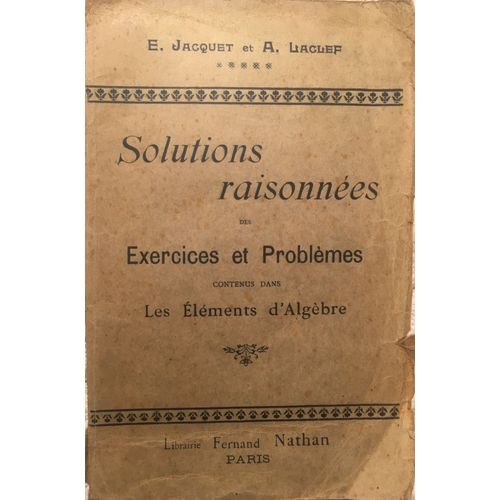 E. Jacquet et A. Laclef
Solutions
raisonnées
DES
Exercices et Problèmes
CONTENUS DANS
Les Éléments d'Algèbre
Librairie Fernand Nathan
PARIS